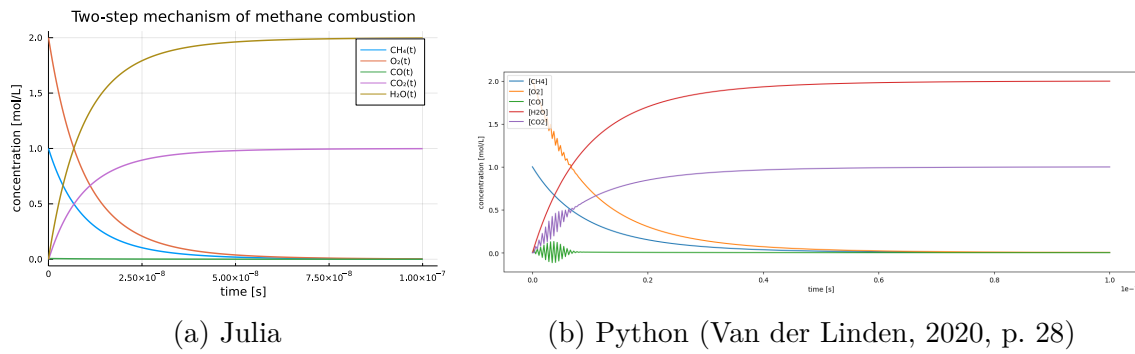 Two-step mechanism of methane combustion
concentration [mol/L]
2.0
1.5
1.0
0.5
0.0
CH₄(t)
O₂(t)
CO(t)
CO₂(t)
H₂O(t)
0 2.50×10⁻⁸ 5.00×10⁻⁸ 7.50×10⁻⁸ 1.00×10⁻⁷
time [s]
concentration [mol/L]
2.0
1.5
1.0
0.5
0.0
[CH4]
[O2]
[CO]
[H2O]
[CO2]
0.0 0.2 0.4 0.6 0.8 1.0
time [s]
1e−
(a) Julia
(b) Python (Van der Linden, 2020, p. 28)